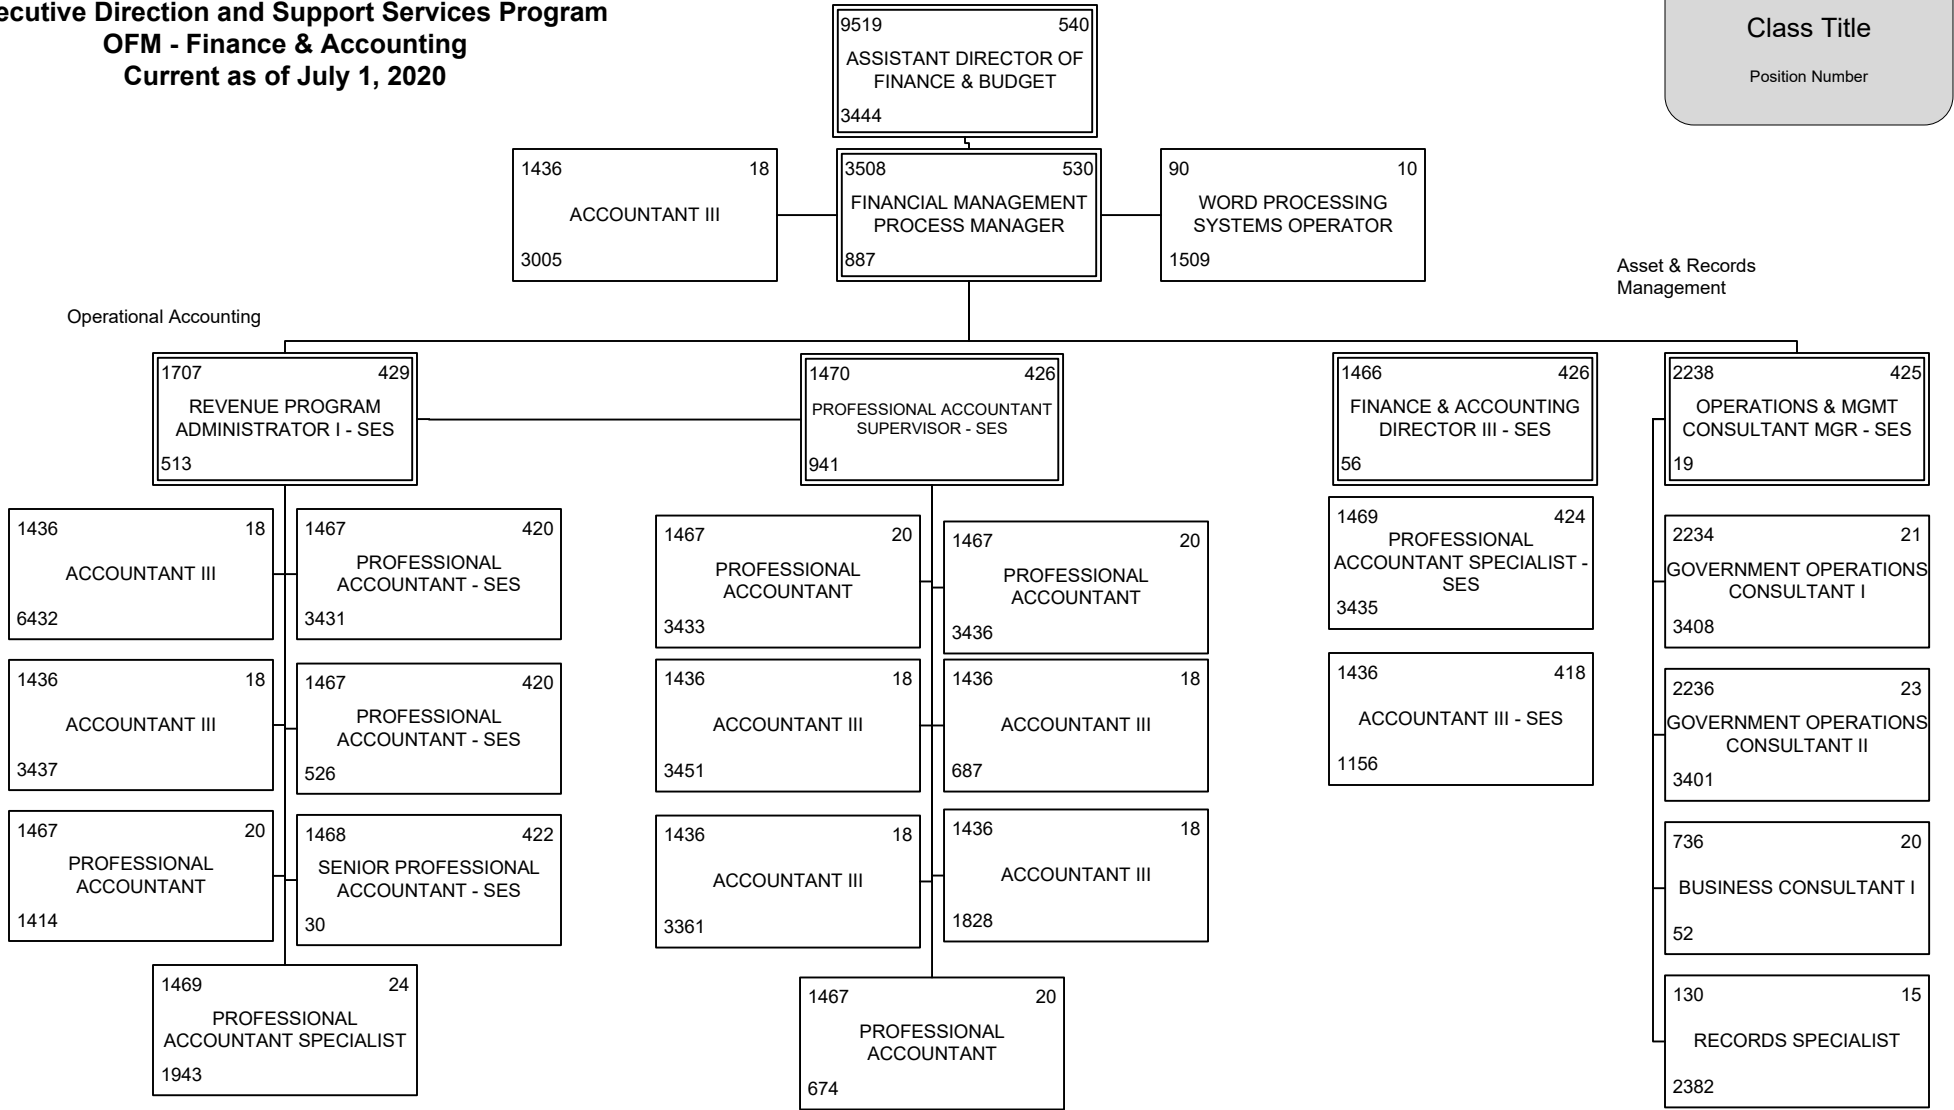 ecutive Direction and Support Services Program
OFM - Finance & Accounting
Current as of July 1, 2020
Class Title
Position Number
9519 540
ASSISTANT DIRECTOR OF
FINANCE & BUDGET
3444
1436 18
ACCOUNTANT III
3005
3508 530
FINANCIAL MANAGEMENT
PROCESS MANAGER
887
90 10
WORD PROCESSING
SYSTEMS OPERATOR
1509
Asset & Records
Management
Operational Accounting
1707 429
REVENUE PROGRAM
ADMINISTRATOR I - SES
513
1470 426
PROFESSIONAL ACCOUNTANT
SUPERVISOR - SES
941
1466 426
FINANCE & ACCOUNTING
DIRECTOR III - SES
56
2238 425
OPERATIONS & MGMT
CONSULTANT MGR - SES
19
1436 18
ACCOUNTANT III
6432
1467 420
PROFESSIONAL
ACCOUNTANT - SES
3431
1436 18
ACCOUNTANT III
3437
1467 420
PROFESSIONAL
ACCOUNTANT - SES
526
1467 20
PROFESSIONAL
ACCOUNTANT
1414
1468 422
SENIOR PROFESSIONAL
ACCOUNTANT - SES
30
1469 24
PROFESSIONAL
ACCOUNTANT SPECIALIST
1943
1467 20
PROFESSIONAL
ACCOUNTANT
3433
1467 20
PROFESSIONAL
ACCOUNTANT
3436
1436 18
ACCOUNTANT III
3451
1436 18
ACCOUNTANT III
687
1436 18
ACCOUNTANT III
3361
1436 18
ACCOUNTANT III
1828
1467 20
PROFESSIONAL
ACCOUNTANT
674
1469 424
PROFESSIONAL
ACCOUNTANT SPECIALIST -
SES
3435
1436 418
ACCOUNTANT III - SES
1156
2234 21
GOVERNMENT OPERATIONS
CONSULTANT I
3408
2236 23
GOVERNMENT OPERATIONS
CONSULTANT II
3401
736 20
BUSINESS CONSULTANT I
52
130 15
RECORDS SPECIALIST
2382